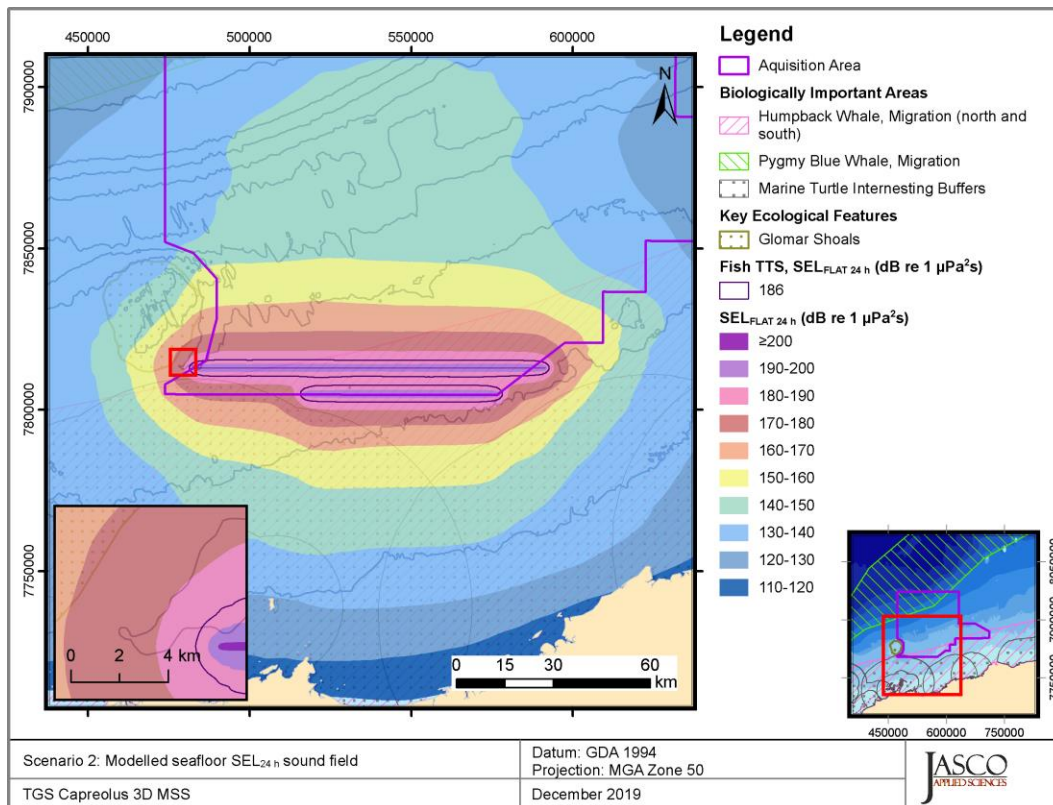 450000 500000 550000 600000
7900000
7850000
7800000
7750000
N
0 2 4 km
0 15 30 60
km
Legend
Aquisition Area
Biologically Important Areas
Humpback Whale, Migration (north and
south)
Pygmy Blue Whale, Migration
Marine Turtle Internesting Buffers
Key Ecological Features
Glomar Shoals
Fish TTS, SELFLAT 24 h (dB re 1 µPa²s)
186
SELFLAT 24 h (dB re 1 µPa²s)
≥200
190-200
180-190
170-180
160-170
150-160
140-150
130-140
120-130
110-120
8050000
7900000
7750000
450000 600000 750000
Scenario 2: Modelled seafloor SEL24 h sound field
TGS Capreolus 3D MSS
Datum: GDA 1994
Projection: MGA Zone 50
December 2019
JASCO
APPLIED SCIENCES